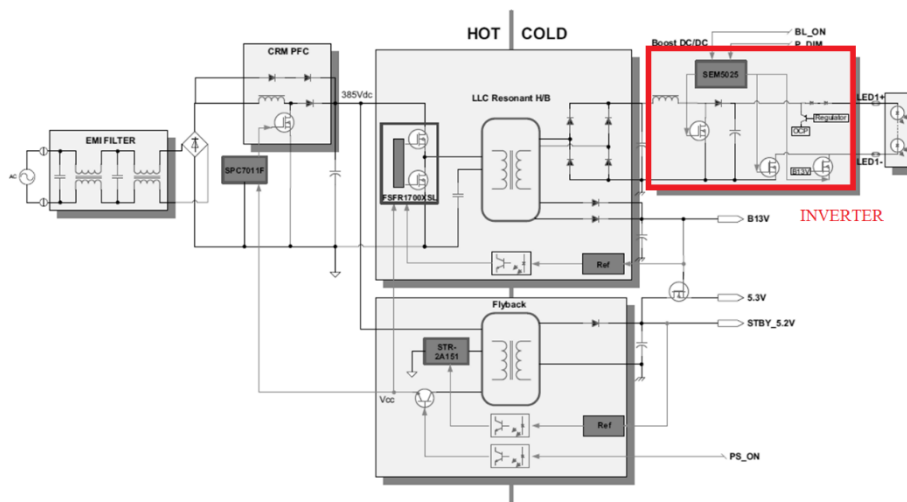 HOT
COLD
BL_ON
P_DIM
Boost DC/DC
CRM PFC
SEM5025
LLC Resonant H/B
385Vdc
LED1+
Regulator
OCP
EMI FILTER
AC
SPC7011F
B13V
LED1-
FSFR1700XSL
INVERTER
B13V
Ref
5.3V
Flyback
STBY_5.2V
STR-
2A151
Vcc
Ref
PS_ON